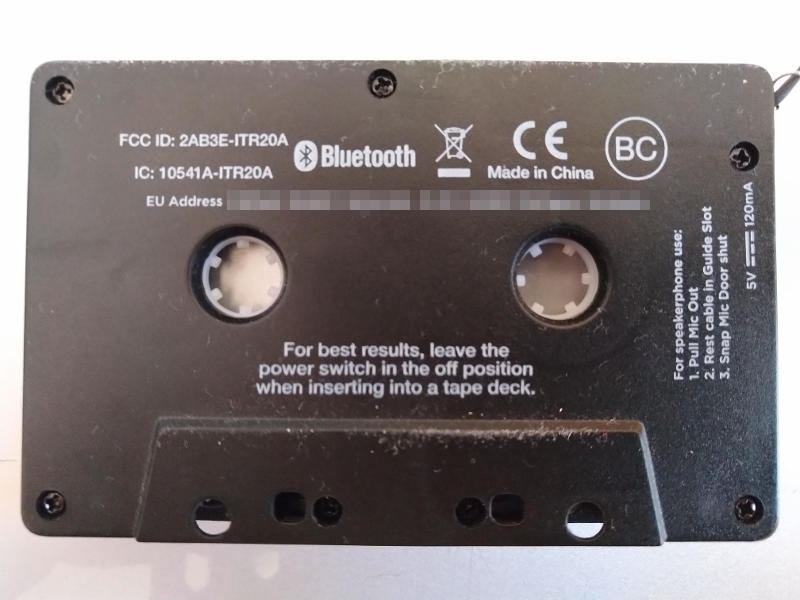 FCC ID: 2AB3E-ITR20A
IC: 10541A-ITR20A
Bluetooth
CE
Made in China
BC
EU Address
5V 120mA
For speakerphone use:
1. Pull Mic Out
2. Rest cable in Guide Slot
3. Snap Mic Door shut
For best results, leave the
power switch in the off position
when inserting into a tape deck.